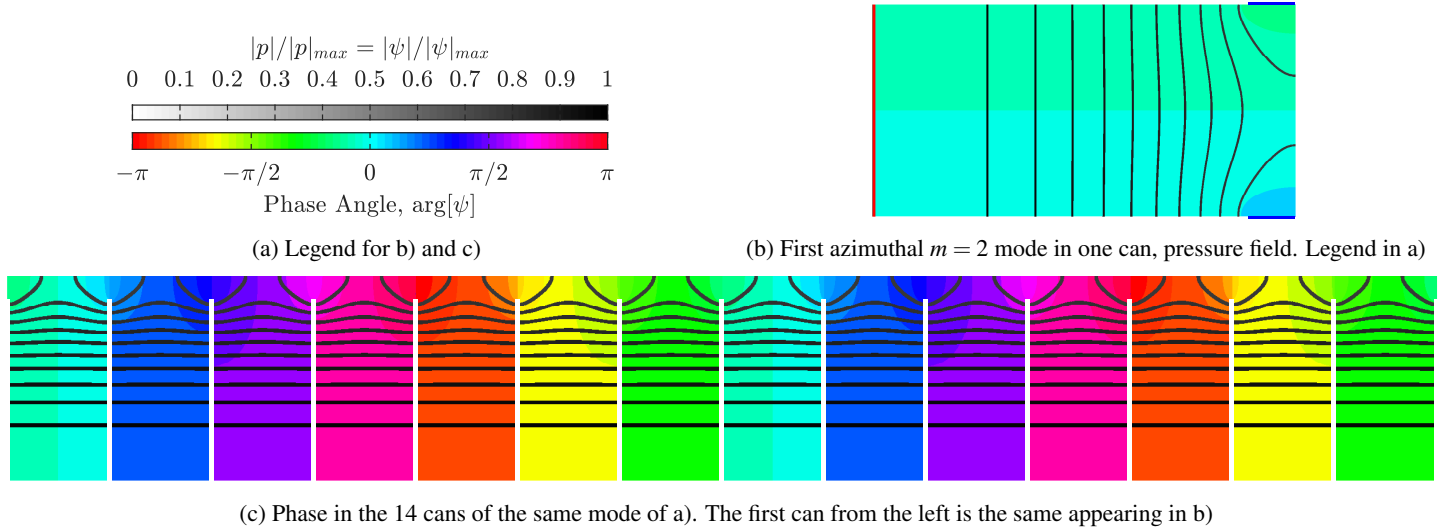 |p|/|p|max = |ψ|/|ψ|max
0 0.1 0.2 0.3 0.4 0.5 0.6 0.7 0.8 0.9 1
−π −π/2 0 π/2 π
Phase Angle, arg[ψ]
(a) Legend for b) and c)
(b) First azimuthal m = 2 mode in one can, pressure field. Legend in a)
(c) Phase in the 14 cans of the same mode of a). The first can from the left is the same appearing in b)